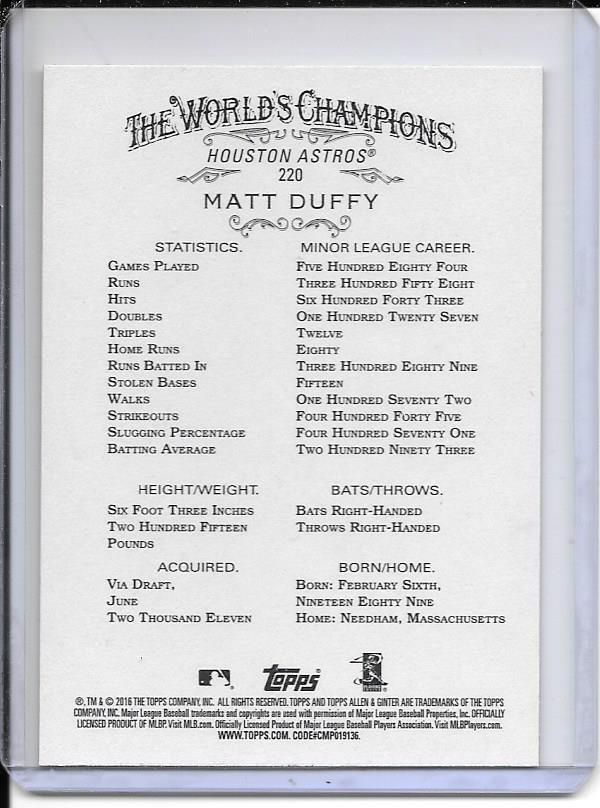 THE WORLD'S CHAMPIONS
HOUSTON ASTROS®
220
MATT DUFFY
STATISTICS. MINOR LEAGUE CAREER.
GAMES PLAYED FIVE HUNDRED EIGHTY FOUR
RUNS THREE HUNDRED FIFTY EIGHT
HITS SIX HUNDRED FORTY THREE
DOUBLES ONE HUNDRED TWENTY SEVEN
TRIPLES TWELVE
HOME RUNS EIGHTY
RUNS BATTED IN THREE HUNDRED EIGHTY NINE
STOLEN BASES FIFTEEN
WALKS ONE HUNDRED SEVENTY TWO
STRIKEOUTS FOUR HUNDRED FORTY FIVE
SLUGGING PERCENTAGE FOUR HUNDRED SEVENTY ONE
BATTING AVERAGE TWO HUNDRED NINETY THREE
HEIGHT/WEIGHT. BATS/THROWS.
SIX FOOT THREE INCHES BATS RIGHT-HANDED
TWO HUNDRED FIFTEEN THROWS RIGHT-HANDED
POUNDS
ACQUIRED. BORN/HOME.
VIA DRAFT, BORN: FEBRUARY SIXTH,
JUNE NINETEEN EIGHTY NINE
TWO THOUSAND ELEVEN HOME: NEEDHAM, MASSACHUSETTS
topps®
®, TM & © 2016 THE TOPPS COMPANY, INC. ALL RIGHTS RESERVED. TOPPS AND TOPPS ALLEN & GINTER ARE TRADEMARKS OF THE TOPPS
COMPANY, INC. Major League Baseball trademarks and copyrights are used with permission of Major League Baseball Properties, Inc. OFFICIALLY
LICENSED PRODUCT OF MLBP. Visit MLB.com. Officially Licensed Product of Major League Baseball Players Association. Visit MLBPlayers.com.
WWW.TOPPS.COM. CODE#CMP019136.